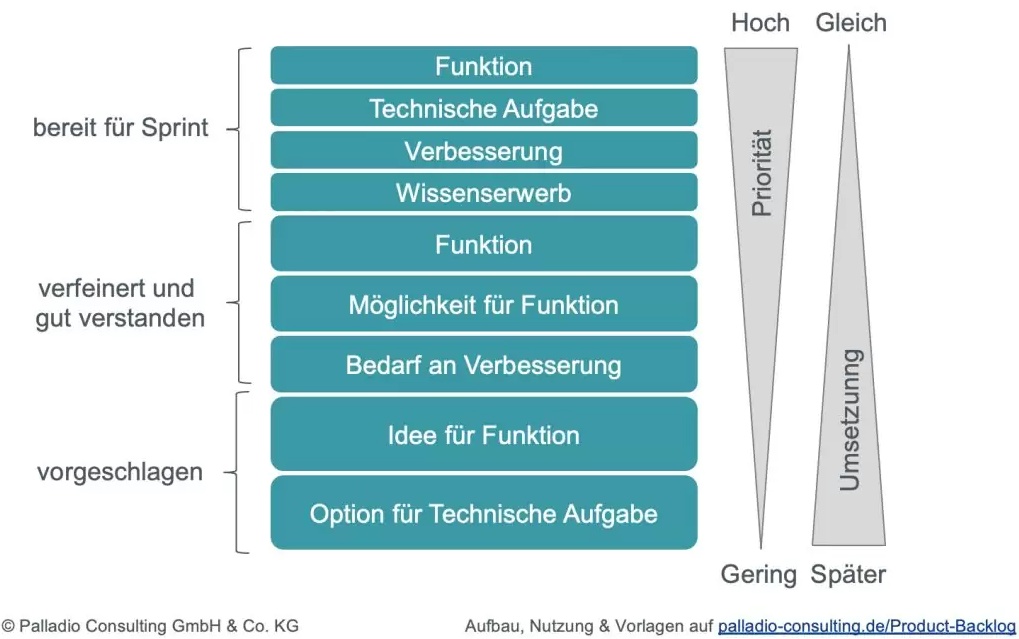 Hoch Gleich
bereit für Sprint
Funktion
Technische Aufgabe
Verbesserung
Wissenserwerb
verfeinert und
gut verstanden
Funktion
Möglichkeit für Funktion
Bedarf an Verbesserung
vorgeschlagen
Idee für Funktion
Option für Technische Aufgabe
Priorität
Umsetzunng
Gering Später
© Palladio Consulting GmbH & Co. KG
Aufbau, Nutzung & Vorlagen auf palladio-consulting.de/Product-Backlog